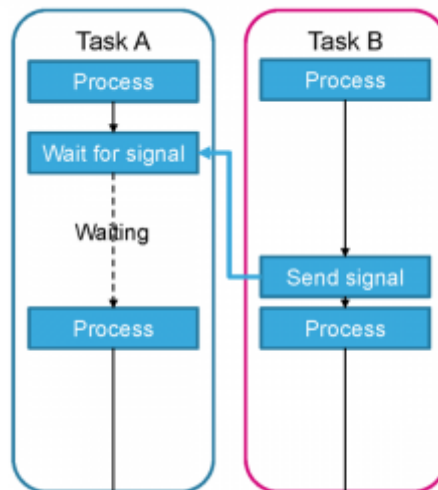 Task A
Process
Wait for signal
Waiting
Process
Task B
Process
Send signal
Process